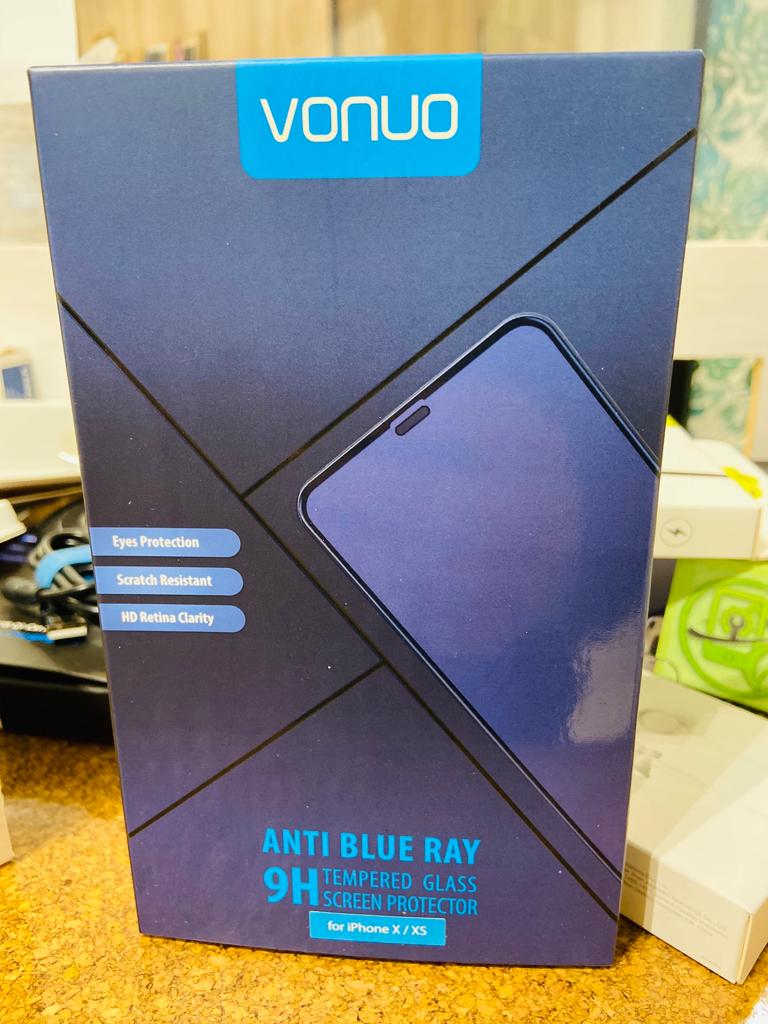 VONUO
Eyes Protection
Scratch Resistant
HD Retina Clarity
ANTI BLUE RAY
9H TEMPERED GLASS
SCREEN PROTECTOR
for iPhone X / XS